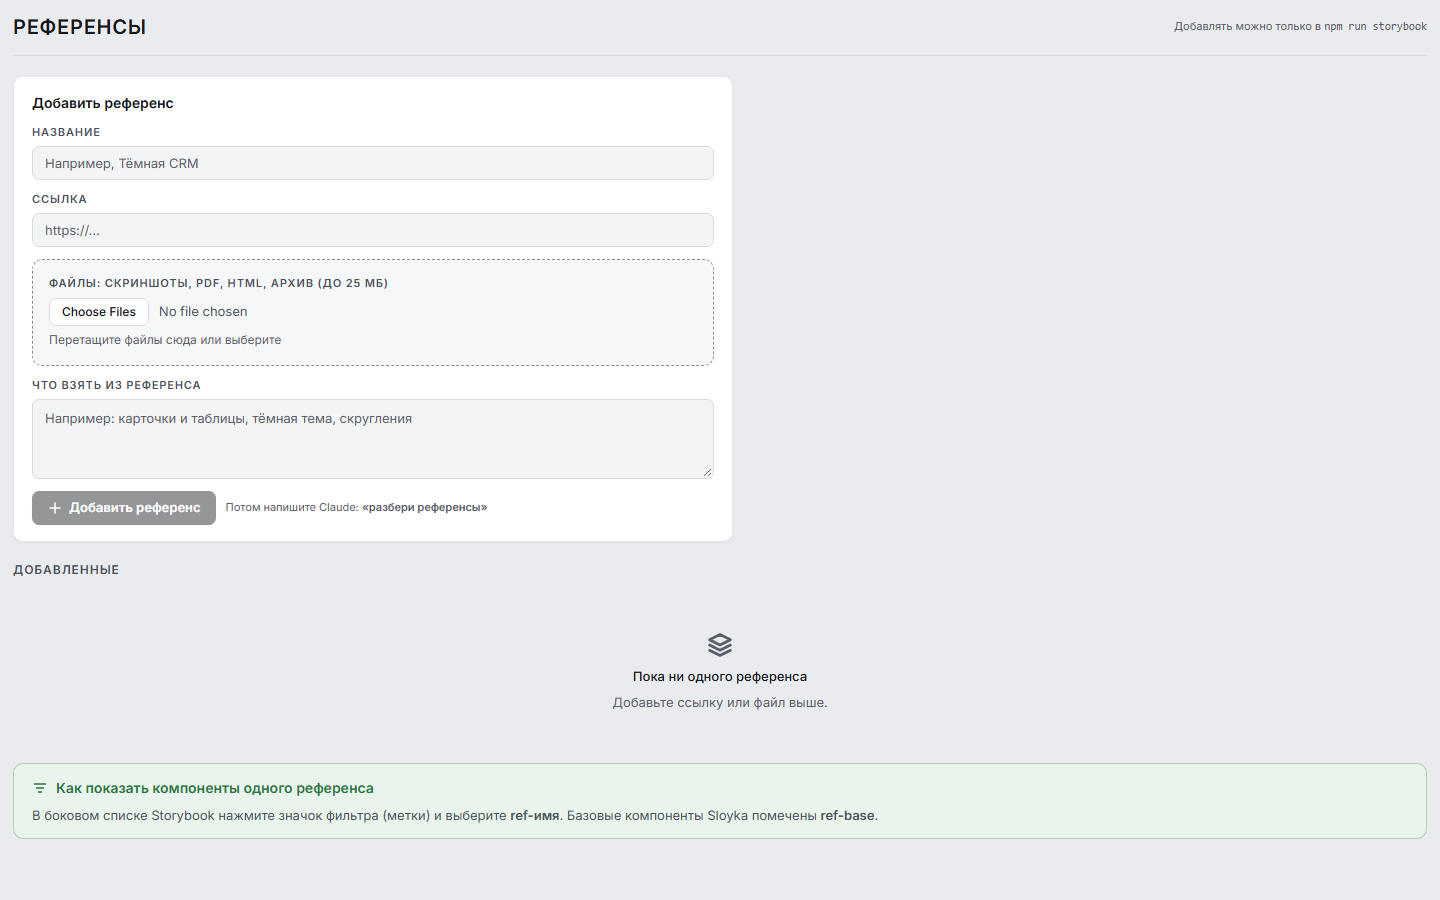 РЕФЕРЕНСЫ
Добавлять можно только в npm run storybook
Добавить референс
НАЗВАНИЕ
Например, Тёмная CRM
ССЫЛКА
https://...
ФАЙЛЫ: СКРИНШОТЫ, PDF, HTML, АРХИВ (ДО 25 МБ)
Choose Files No file chosen
Перетащите файлы сюда или выберите
ЧТО ВЗЯТЬ ИЗ РЕФЕРЕНСА
Например: карточки и таблицы, тёмная тема, скругления
Добавить референс Потом напишите Claude: «разбери референсы»
ДОБАВЛЕННЫЕ
Пока ни одного референса
Добавьте ссылку или файл выше.
Как показать компоненты одного референса
В боковом списке Storybook нажмите значок фильтра (метки) и выберите ref-имя. Базовые компоненты Sloyka помечены ref-base.